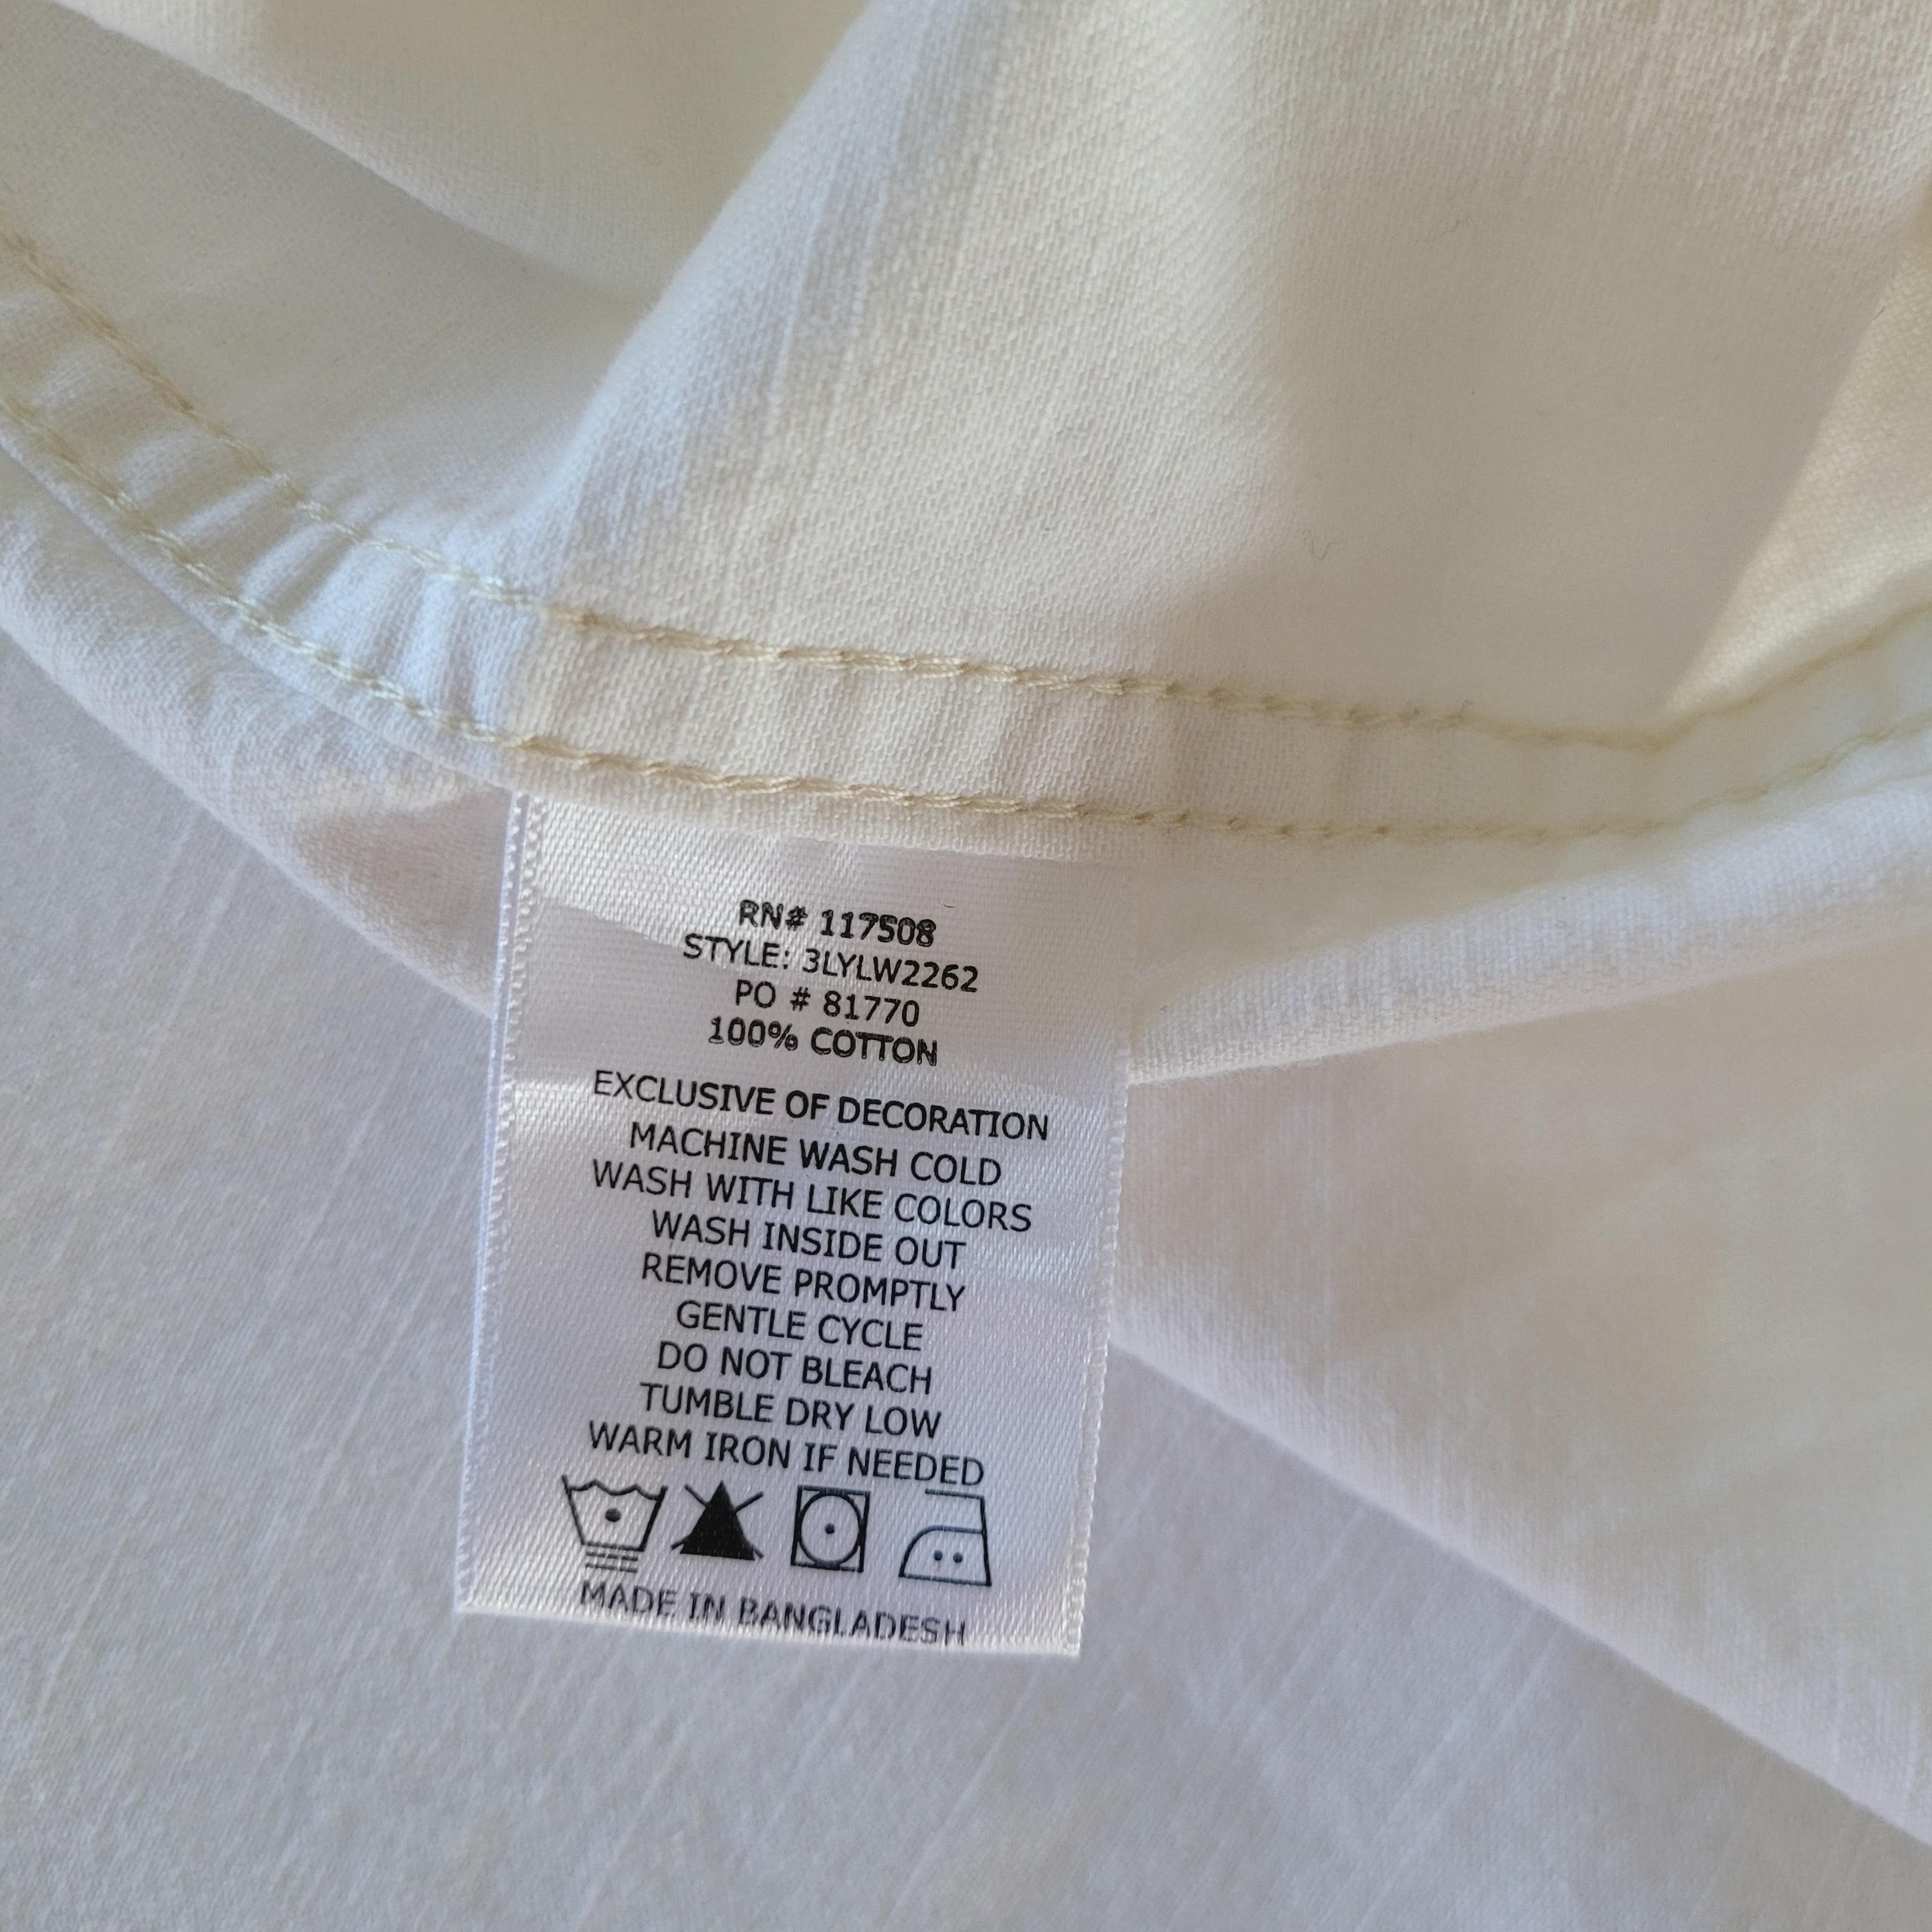 RN# 117508
STYLE: 3LYLW2262
PO # 81770
100% COTTON
EXCLUSIVE OF DECORATION
MACHINE WASH COLD
WASH WITH LIKE COLORS
WASH INSIDE OUT
REMOVE PROMPTLY
GENTLE CYCLE
DO NOT BLEACH
TUMBLE DRY LOW
WARM IRON IF NEEDED
MADE IN BANGLADESH